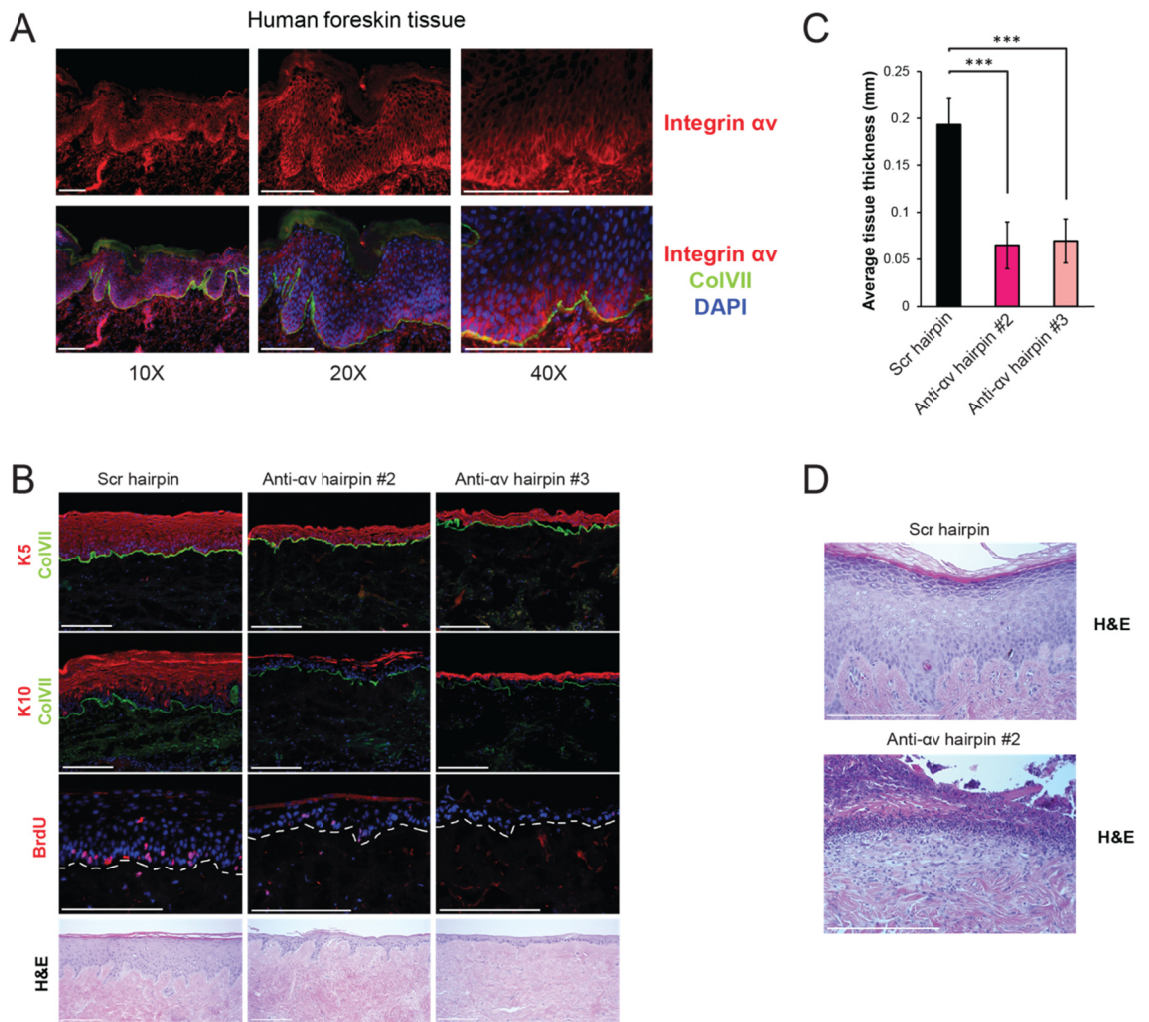 A
Human foreskin tissue
Integrin αv
Integrin αv
ColVII
DAPI
10X
20X
40X
B
Scr hairpin
Anti-αv hairpin #2
Anti-αv hairpin #3
K5
ColVII
K10
ColVII
BrdU
H&E
C
***
***
Average tissue thickness (mm)
0.25
0.2
0.15
0.1
0.05
0
Scr hairpin
Anti-αv hairpin #2
Anti-αv hairpin #3
D
Scr hairpin
H&E
Anti-αv hairpin #2
H&E